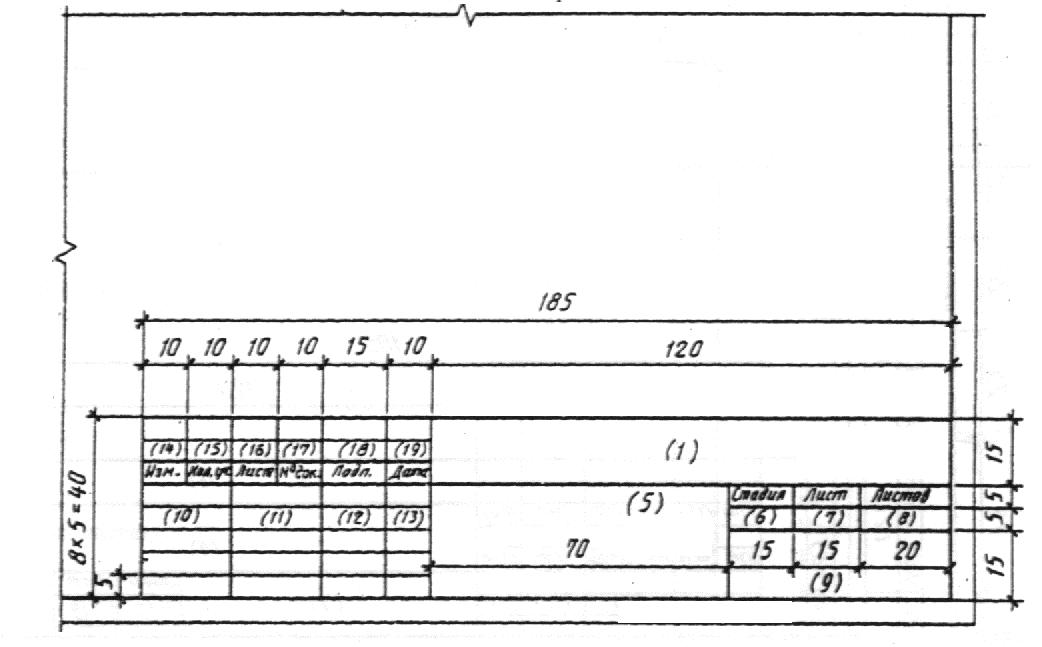 185
10 10 10 10 15 10 120
(14) (15) (16) (17) (18) (19) (1)
Изм. Кол.уч Лист №док. Подп. Дата
15
(5) Стадия Лист Листов 5
(10) (11) (12) (13) (6) (7) (8) 5
8×5=40
70 15 15 20 15
5 (9)